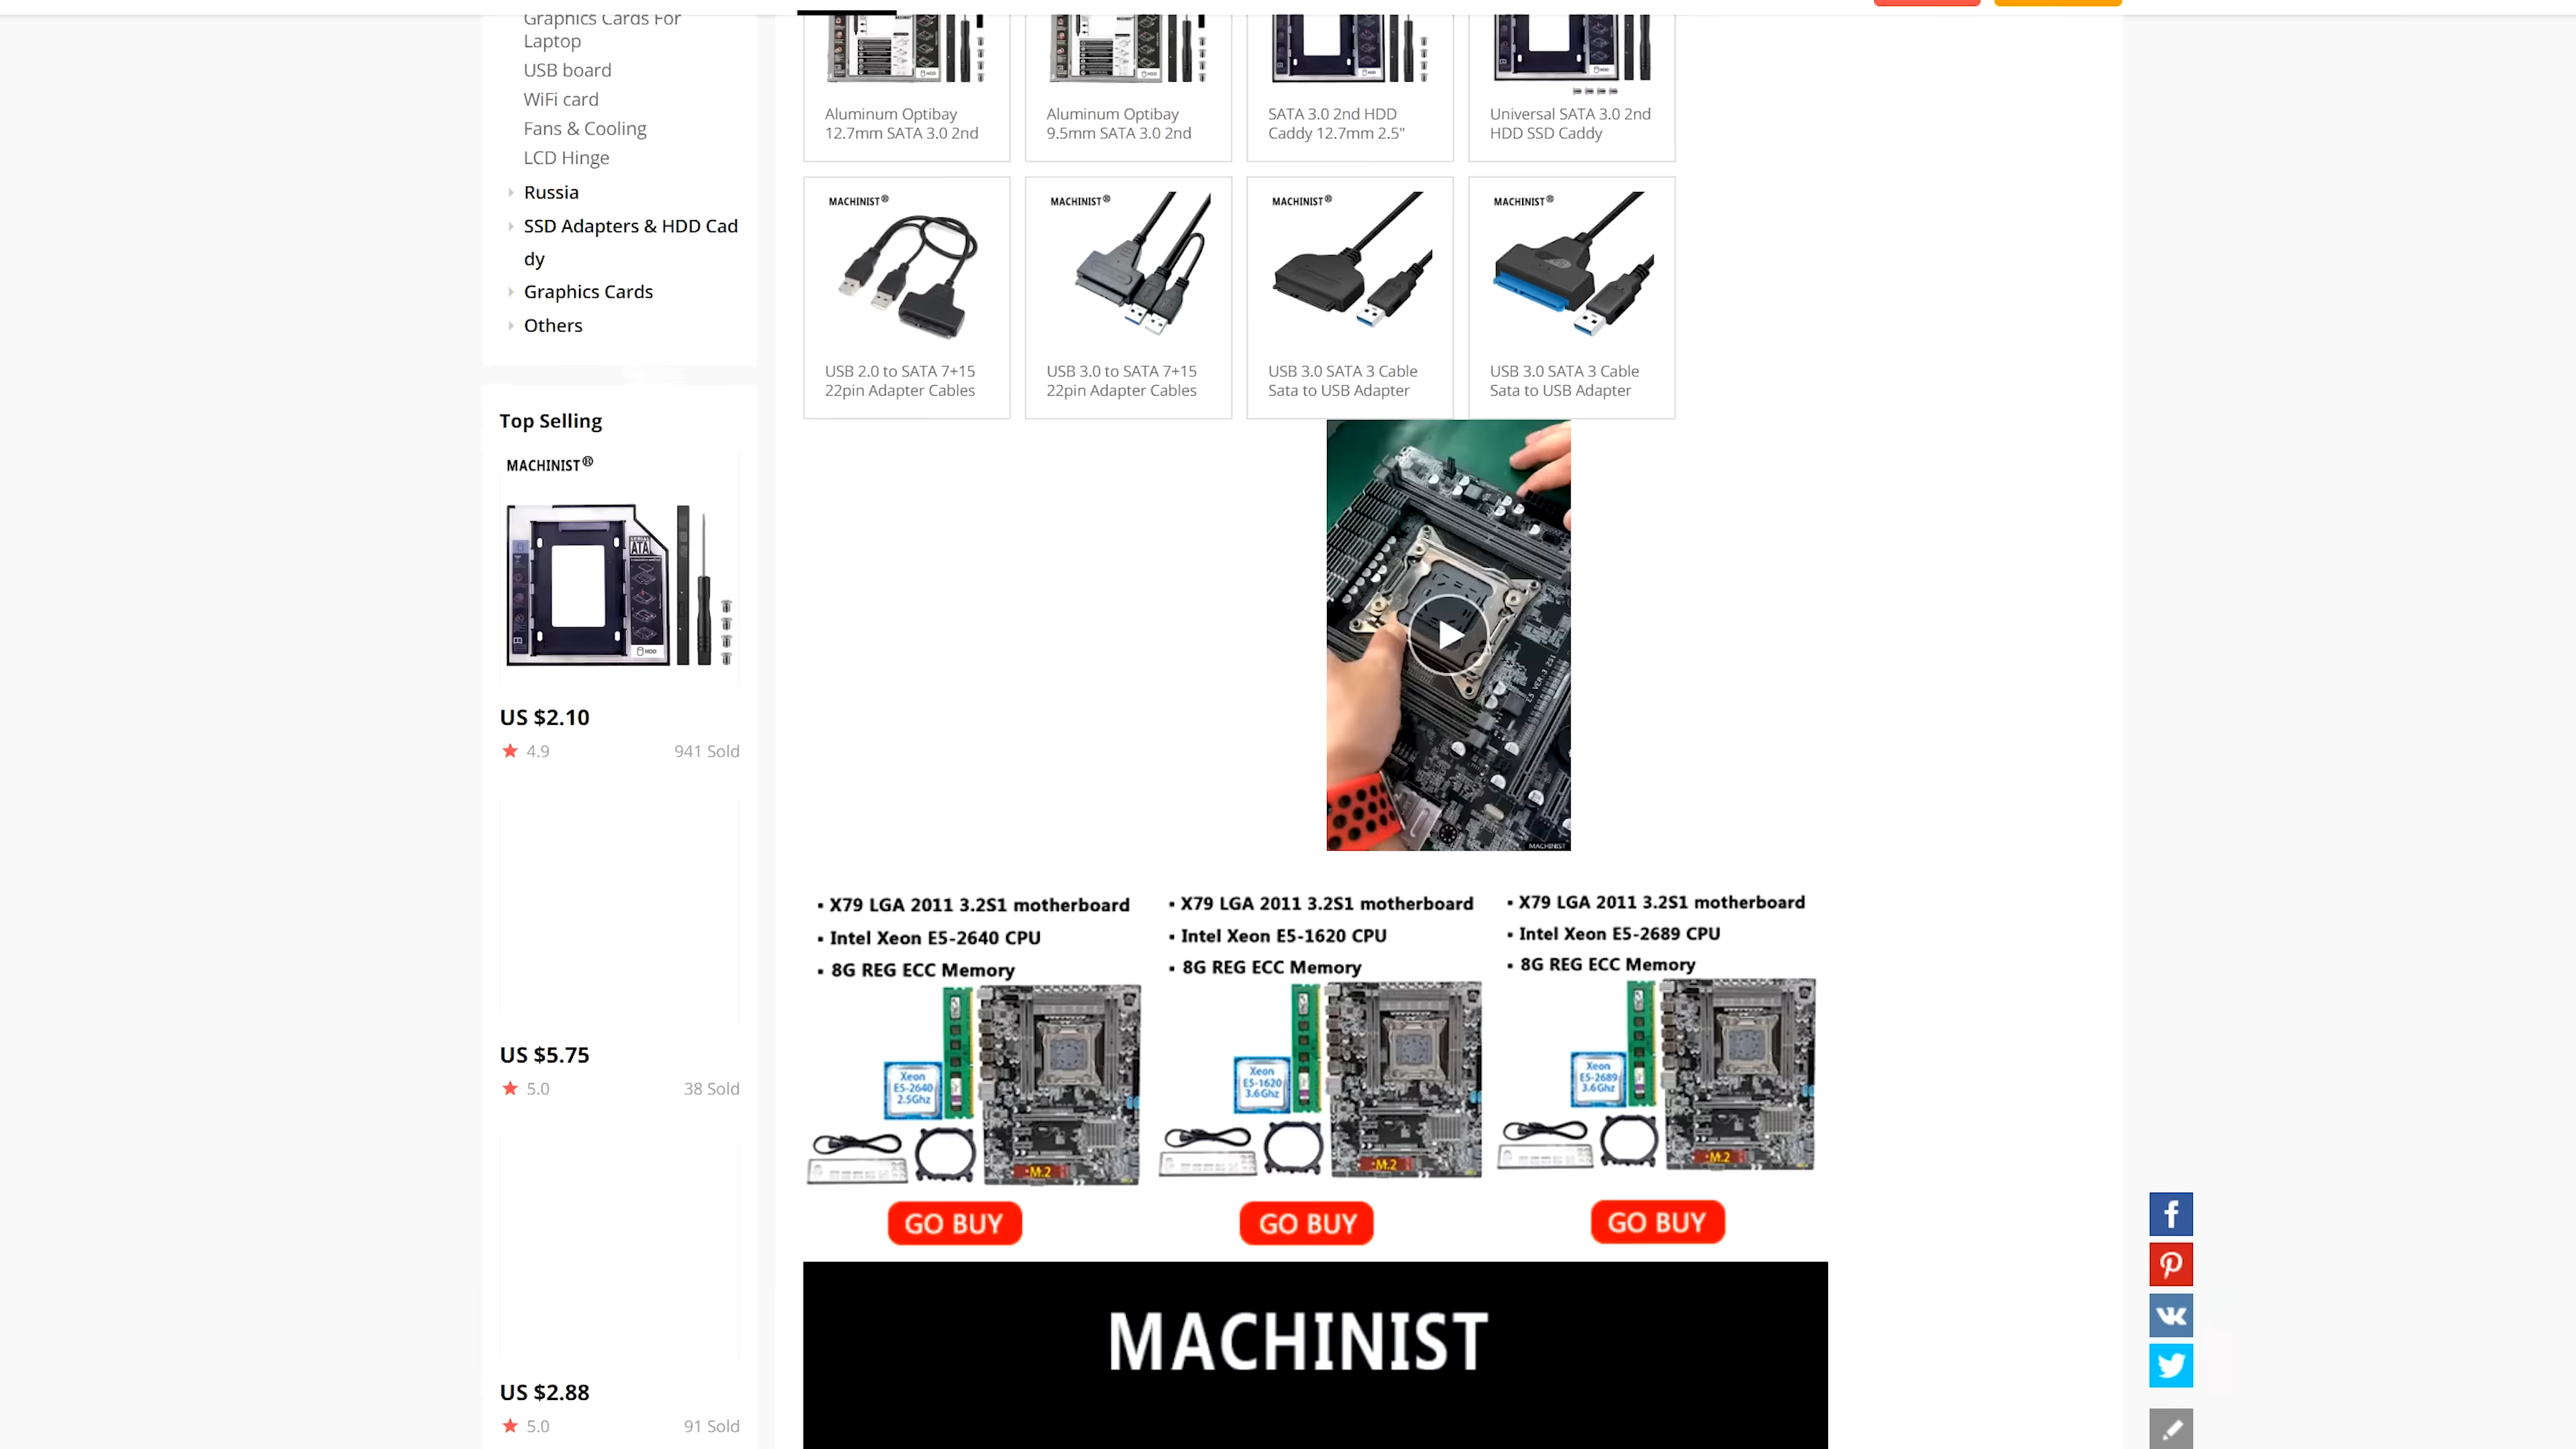 Graphics Cards For
Laptop
USB board
WiFi card
Fans & Cooling
LCD Hinge
Russia
SSD Adapters & HDD Cad
dy
Graphics Cards
Others
Top Selling
MACHINIST®
ATA
HDD
US $2.10
4.9 941 Sold
US $5.75
5.0 38 Sold
US $2.88
5.0 91 Sold
Aluminum Optibay
12.7mm SATA 3.0 2nd
Aluminum Optibay
9.5mm SATA 3.0 2nd
SATA 3.0 2nd HDD
Caddy 12.7mm 2.5"
Universal SATA 3.0 2nd
HDD SSD Caddy
MACHINIST®
USB 2.0 to SATA 7+15
22pin Adapter Cables
MACHINIST®
USB 3.0 to SATA 7+15
22pin Adapter Cables
MACHINIST®
USB 3.0 SATA 3 Cable
Sata to USB Adapter
MACHINIST®
USB 3.0 SATA 3 Cable
Sata to USB Adapter
E5 VER:3.2S1
MACHINIST
▪ X79 LGA 2011 3.2S1 motherboard
▪ Intel Xeon E5-2640 CPU
▪ 8G REG ECC Memory
Xeon
E5-2640
2.5Ghz
M.2
GO BUY
▪ X79 LGA 2011 3.2S1 motherboard
▪ Intel Xeon E5-1620 CPU
▪ 8G REG ECC Memory
Xeon
E5-1620
3.6Ghz
M.2
GO BUY
▪ X79 LGA 2011 3.2S1 motherboard
▪ Intel Xeon E5-2689 CPU
▪ 8G REG ECC Memory
Xeon
E5-2689
3.6Ghz
M.2
GO BUY
MACHINIST